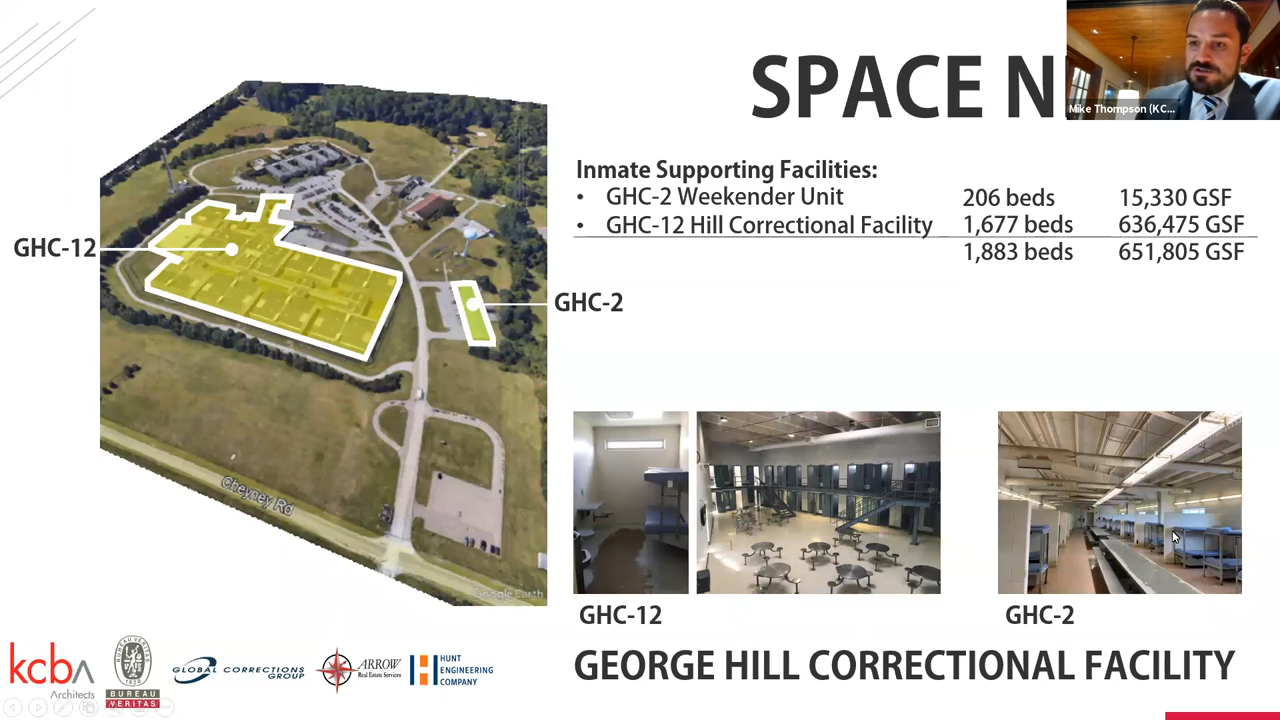 SPACE N
Mike Thompson (KC...
Inmate Supporting Facilities:
• GHC-2 Weekender Unit 206 beds 15,330 GSF
• GHC-12 Hill Correctional Facility 1,677 beds 636,475 GSF
1,883 beds 651,805 GSF
GHC-12
GHC-2
Cheyney Rd
Google Earth
GHC-12
GHC-2
kcba
Architects
BUREAU VERITAS
1828
BUREAU
VERITAS
GLOBAL CORRECTIONS
GROUP
ARROW
Real Estate Services
HUNT
ENGINEERING
COMPANY
GEORGE HILL CORRECTIONAL FACILITY